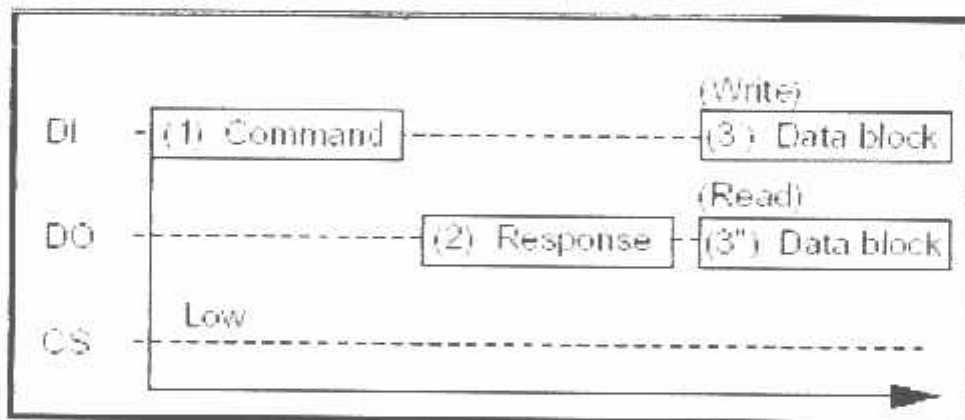 (Write)
DI (1) Command (3') Data block
(Read)
DO (2) Response (3") Data block
Low
CS